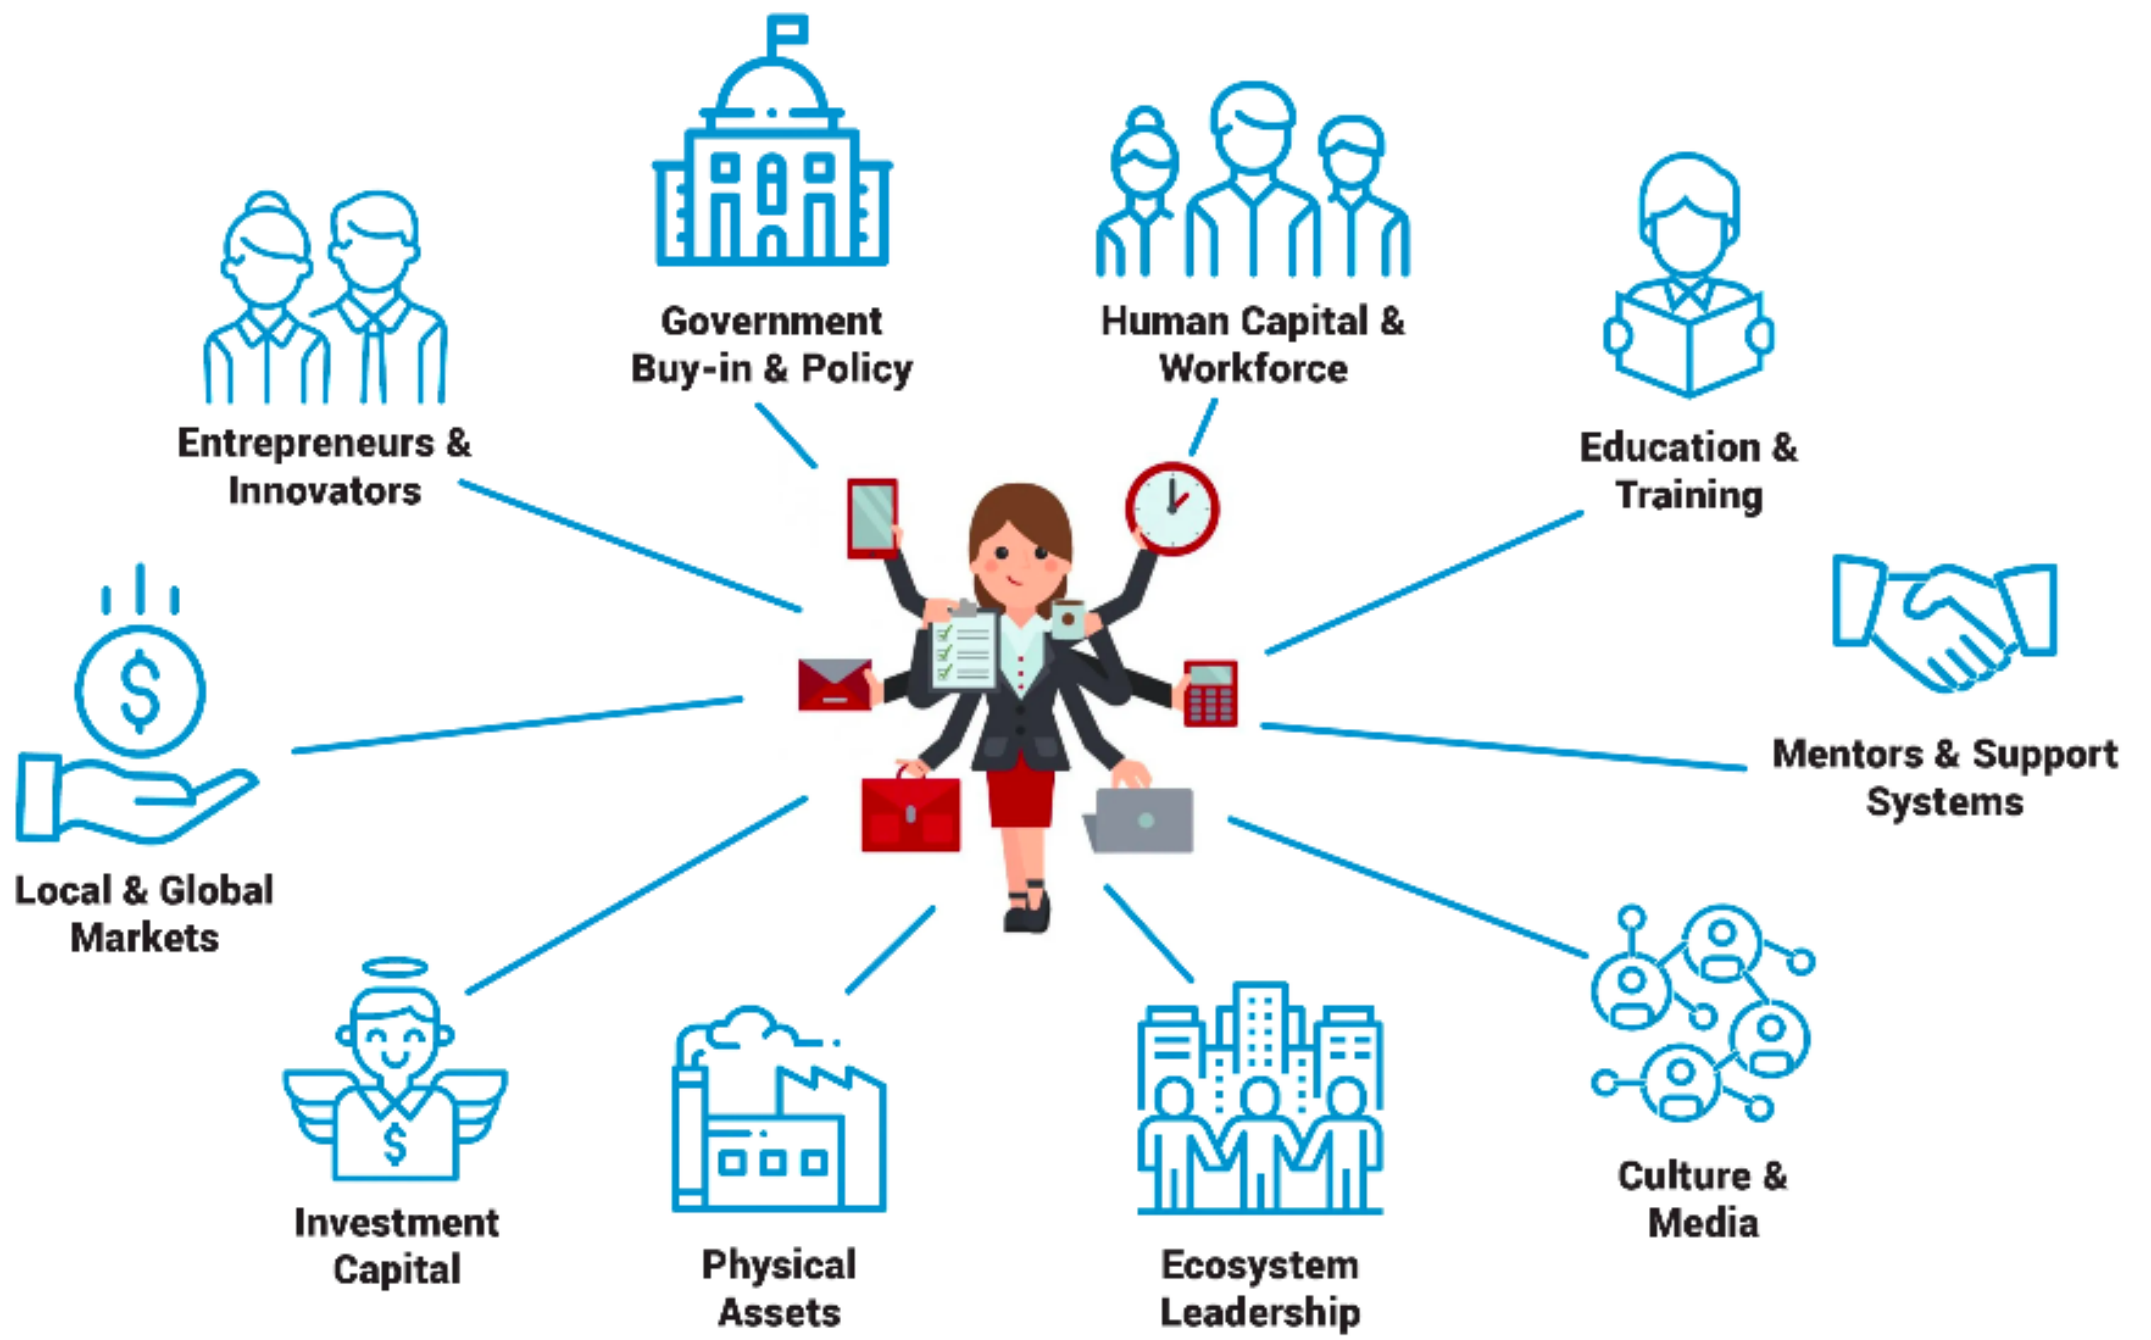 Government
Buy-in & Policy
Human Capital &
Workforce
Entrepreneurs &
Innovators
Education &
Training
$
Mentors & Support
Systems
Local & Global
Markets
$
Culture &
Media
Investment
Capital
Physical
Assets
Ecosystem
Leadership